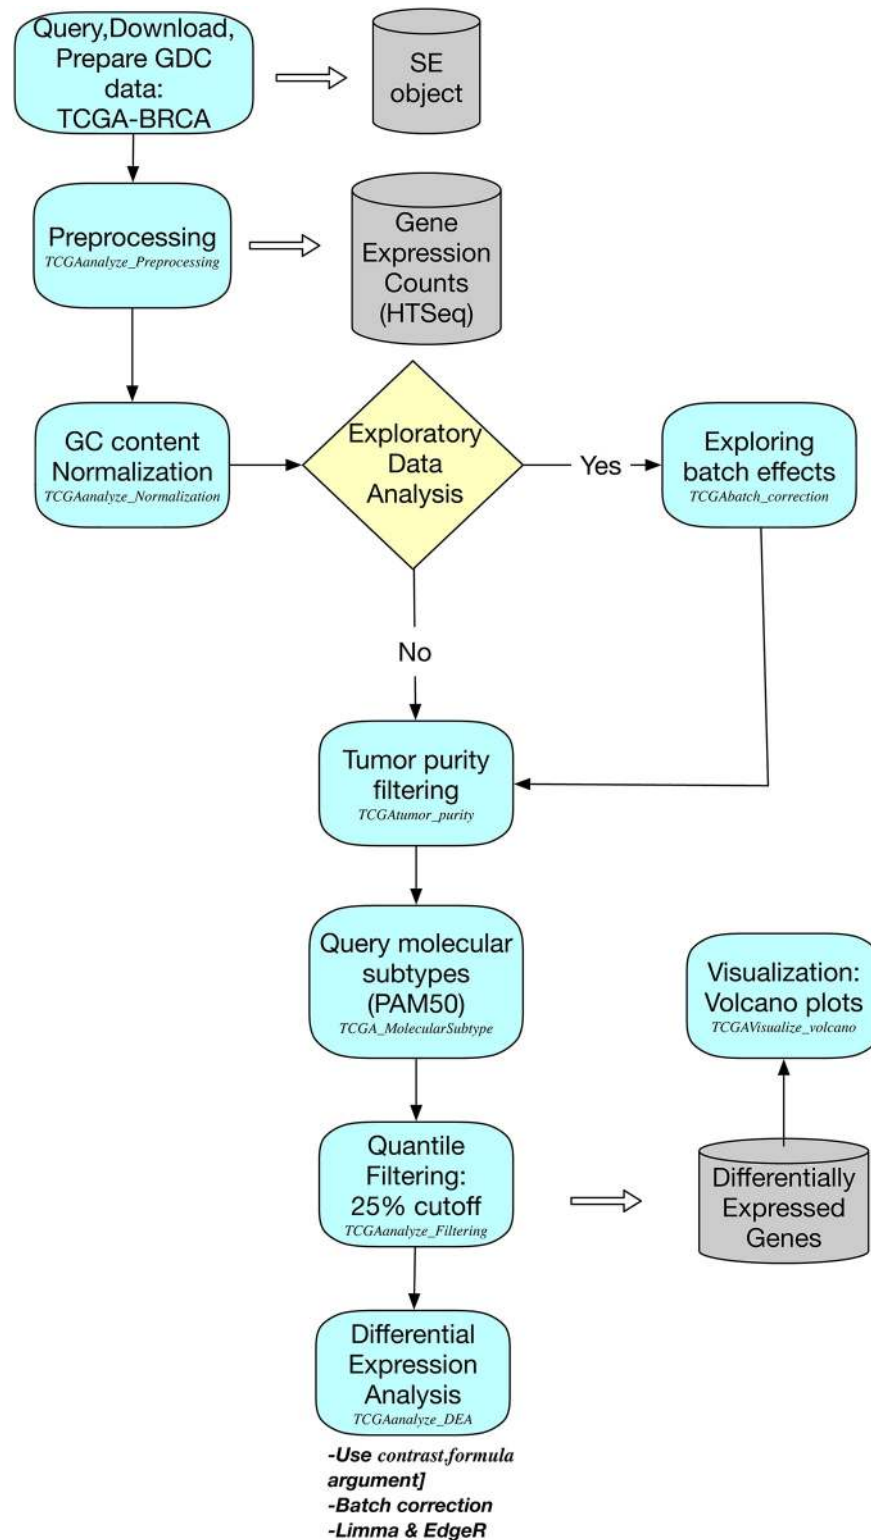 Query,Download,
Prepare GDC
data:
TCGA-BRCA
SE
object
Preprocessing
TCGAanalyze_Preprocessing
Gene
Expression
Counts
(HTSeq)
GC content
Normalization
TCGAanalyze_Normalization
Exploratory
Data
Analysis
Yes
Exploring
batch effects
TCGAbatch_correction
No
Tumor purity
filtering
TCGAtumor_purity
Query molecular
subtypes
(PAM50)
TCGA_MolecularSubtype
Visualization:
Volcano plots
TCGAVisualize_volcano
Quantile
Filtering:
25% cutoff
TCGAanalyze_Filtering
Differentially
Expressed
Genes
Differential
Expression
Analysis
TCGAanalyze_DEA
-Use contrast.formula
argument]
-Batch correction
-Limma & EdgeR